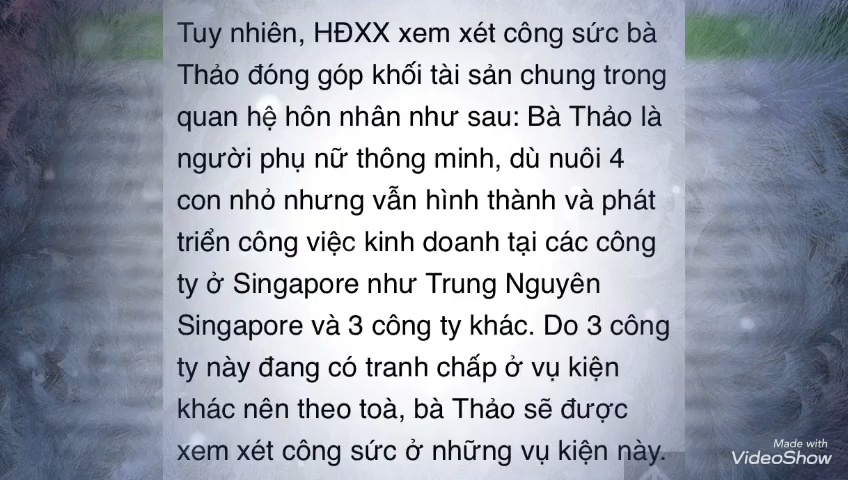 Tuy nhiên, HĐXX xem xét công sức bà
Thảo đóng góp khối tài sản chung trong
quan hệ hôn nhân như sau: Bà Thảo là
người phụ nữ thông minh, dù nuôi 4
con nhỏ nhưng vẫn hình thành và phát
triển công việc kinh doanh tại các công
ty ở Singapore như Trung Nguyên
Singapore và 3 công ty khác. Do 3 công
ty này đang có tranh chấp ở vụ kiện
khác nên theo toà, bà Thảo sẽ được
xem xét công sức ở những vụ kiện này.
Made with
VideoShow